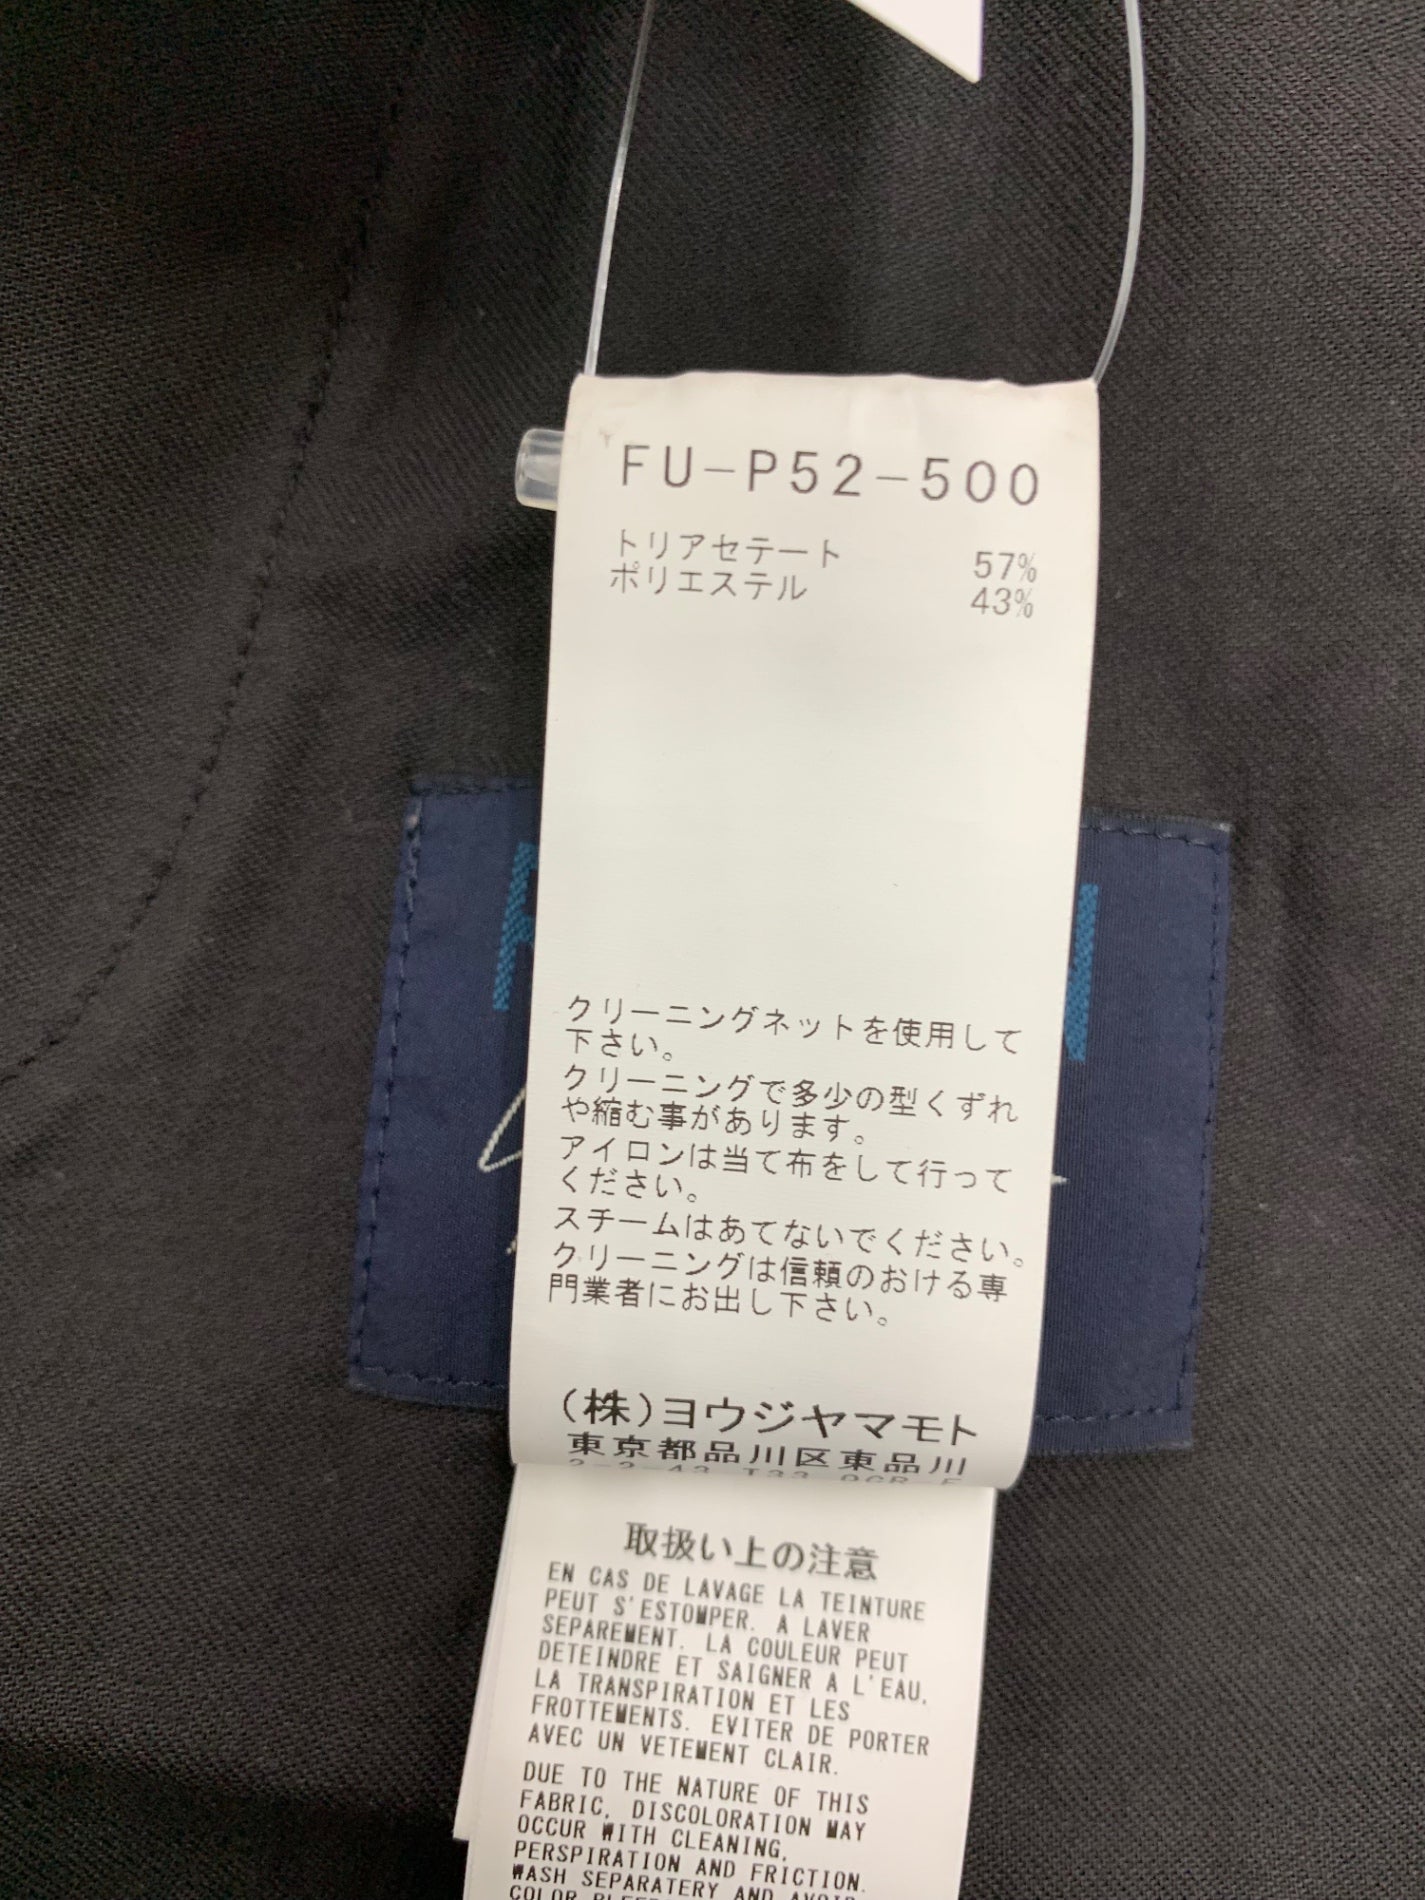 FU-P52-500
トリアセテート 57%
ポリエステル 43%
クリーニングネットを使用して
下さい。
クリーニングで多少の型くずれ
や縮む事があります。
アイロンは当て布をして行って
ください。
スチームはあてないでください。
クリーニングは信頼のおける専
門業者にお出し下さい。
(株)ヨウジヤマモト
東京都品川区東品川
取扱い上の注意
EN CAS DE LAVAGE LA TEINTURE
PEUT S'ESTOMPER. A LAVER
SEPAREMENT. LA COULEUR PEUT
DETEINDRE ET SAIGNER A L'EAU,
LA TRANSPIRATION ET LES
FROTTEMENTS. EVITER DE PORTER
AVEC UN VETEMENT CLAIR.
DUE TO THE NATURE OF THIS
FABRIC, DISCOLORATION MAY
OCCUR WITH CLEANING,
PERSPIRATION AND FRICTION.
WASH SEPARATERY AND AVOID
COLOR